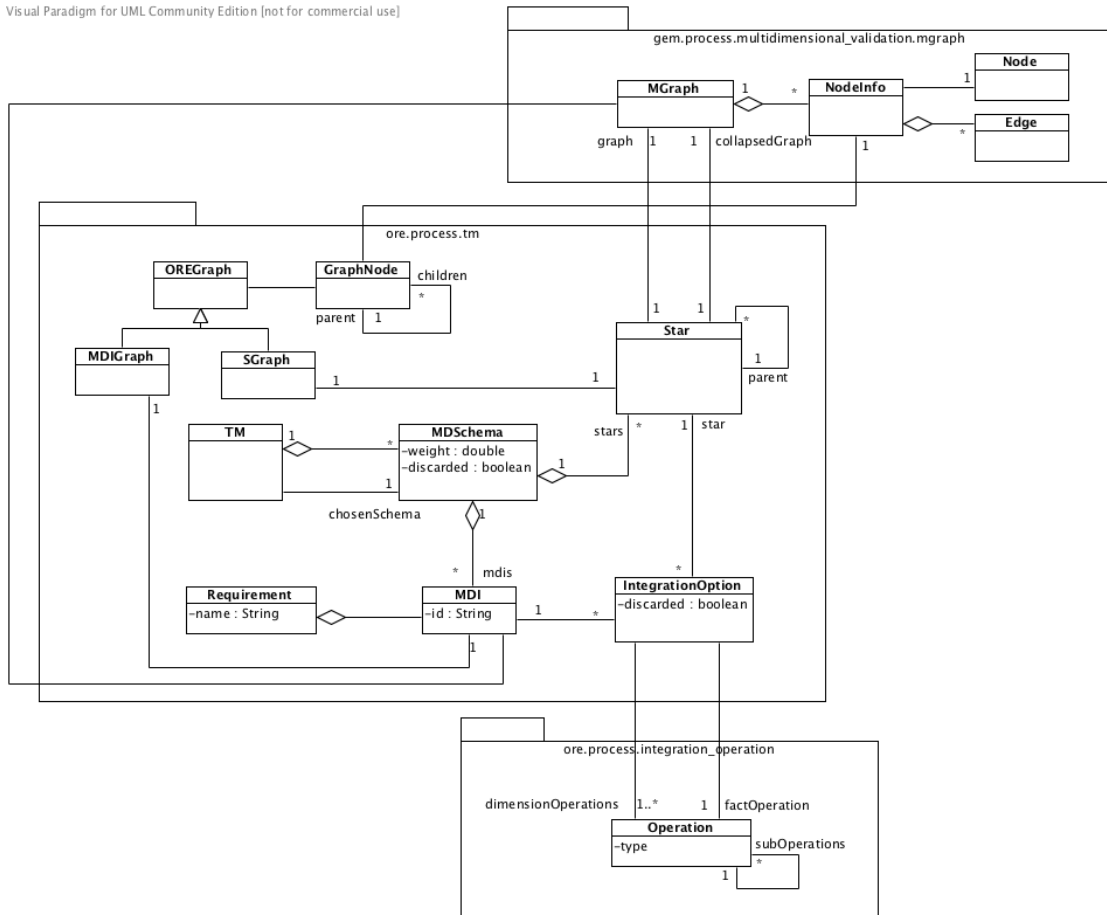 Visual Paradigm for UML Community Edition [not for commercial use]
gem.process.multidimensional_validation.mgraph
Node
MGraph
1
*
NodeInfo
1
Edge
*
graph
1
1
collapsedGraph
1
ore.process.tm
OREGraph
GraphNode
children
*
parent
1
1
1
Star
*
1
parent
MDIGraph
SGraph
1
1
1
TM
1
*
MDSchema
-weight : double
-discarded : boolean
1
stars
*
1
star
1
chosenSchema
1
*
mdis
*
Requirement
-name : String
MDI
-id : String
1
*
IntegrationOption
-discarded : boolean
1
ore.process.integration_operation
dimensionOperations
1..*
1
factOperation
Operation
-type
subOperations
*
1